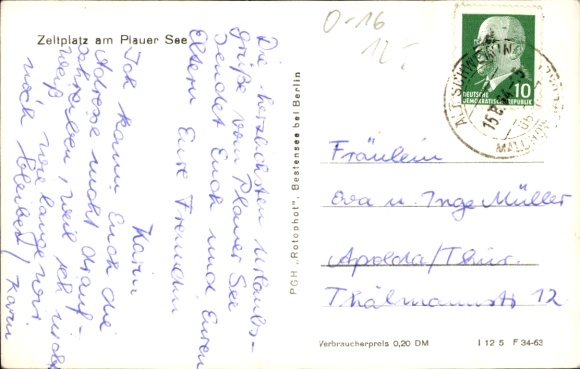 0-16
12,-
Zeltplatz am Plauer See
Die herzlichsten Urlaubs-
grüße vom Plauer See
sendet Euch und Euren
Eltern Eure Freundin
Karin
Ich kann Euch die
Adresse nicht drauf-
schreiben, weil ich nicht
weiß wie lange wir
noch bleiben / Karin
PGH „Rotophot", Bestensee bei Berlin
DEUTSCHE
DEMOKRATISCHE REPUBLIK
10
MALCHOW
Fräulein
Eva u. Inge Müller
Apolda/Thür.
Thälmannstr 12
Verbraucherpreis 0,20 DM
I 12 5 F 34-63